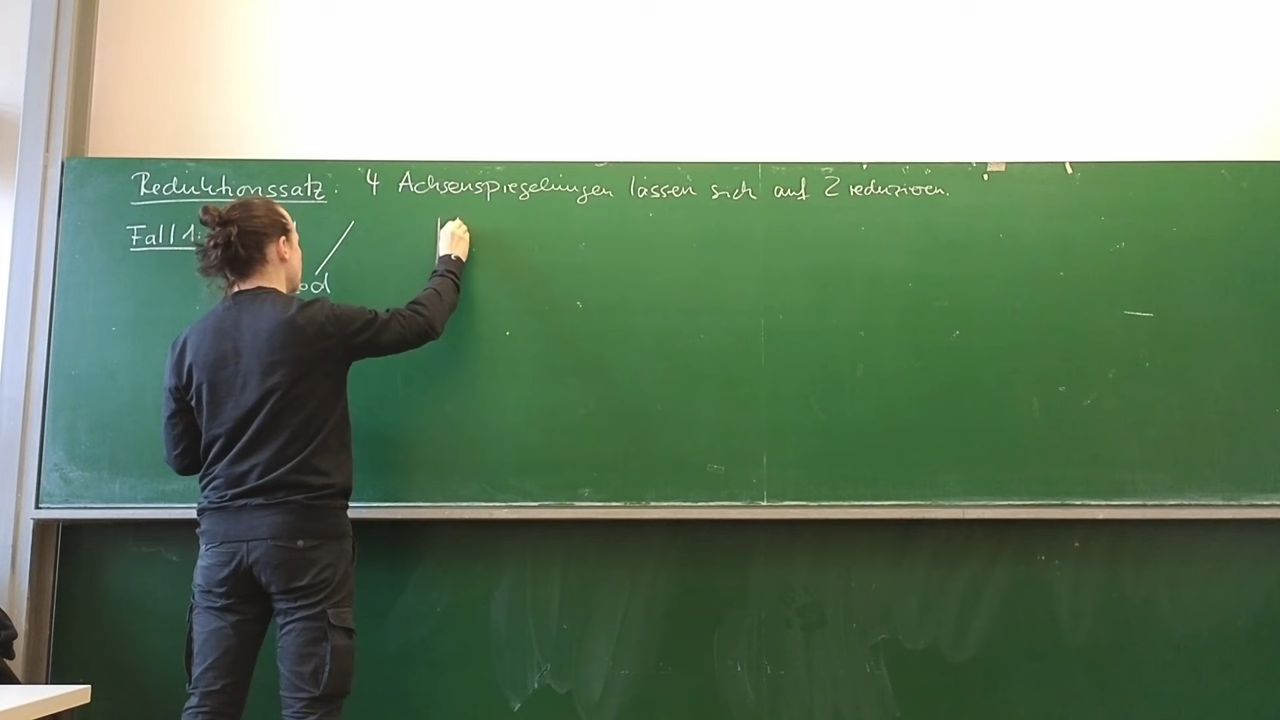 Reduktionssatz: 4 Achsenspiegelungen lassen sich auf 2 reduzieren.
Fall 1: